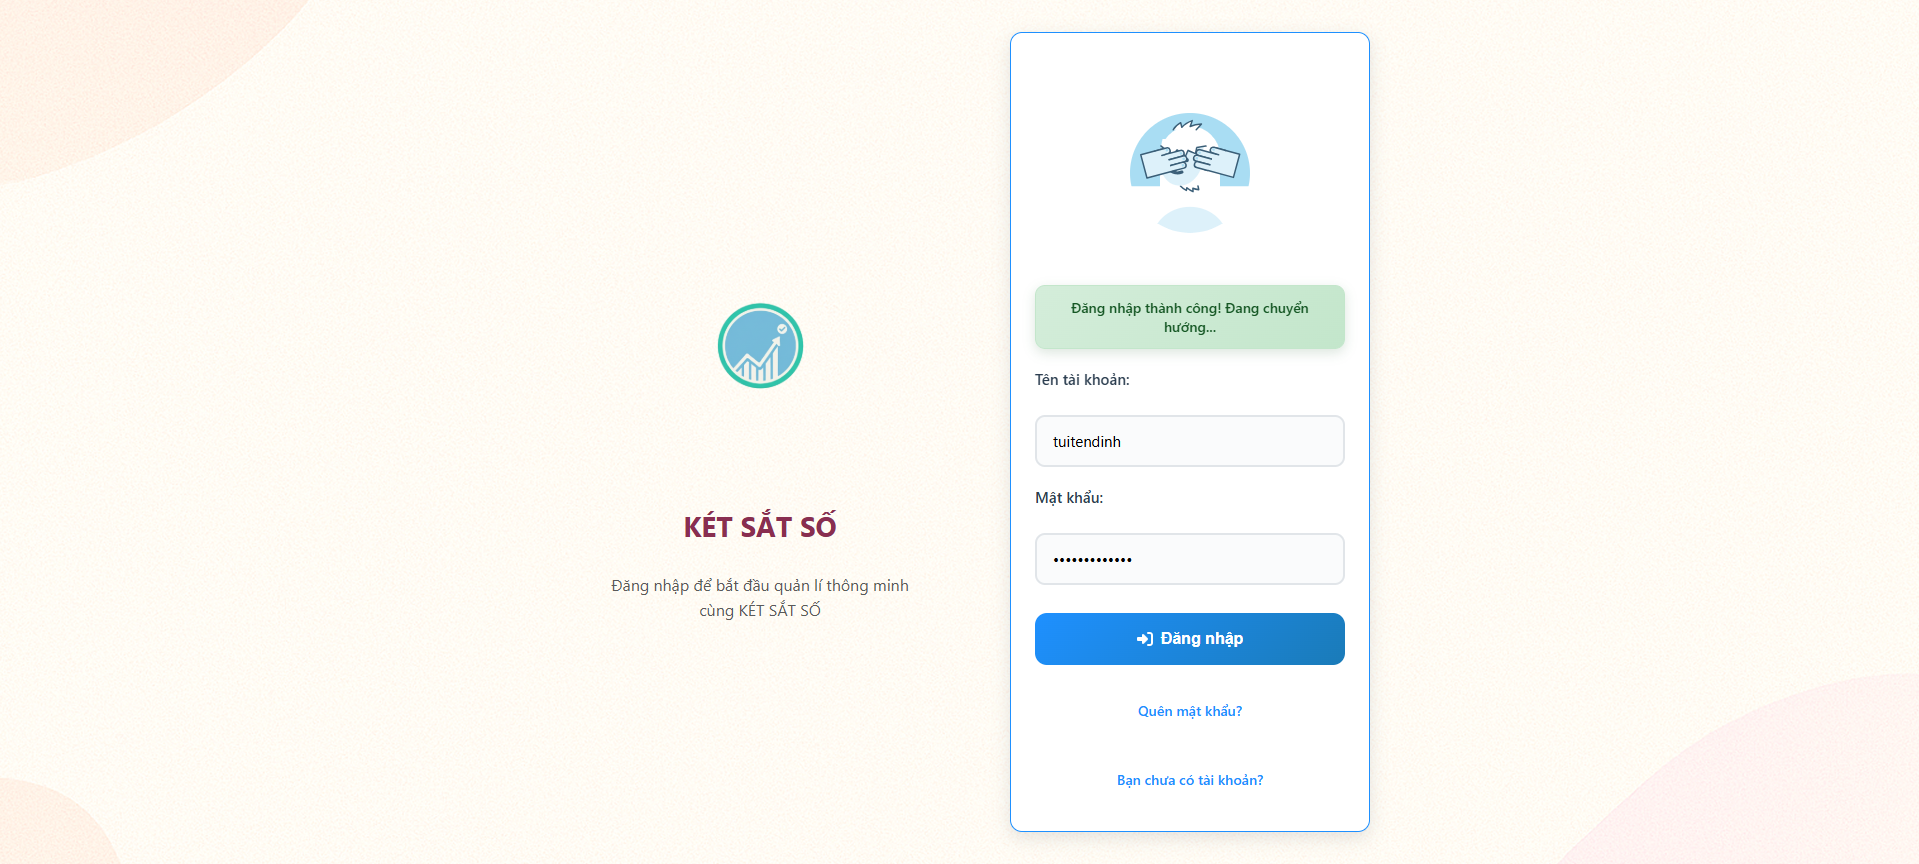 KÉT SẮT SỐ
Đăng nhập để bắt đầu quản lí thông minh
cùng KÉT SẮT SỐ
Đăng nhập thành công! Đang chuyển
hướng...
Tên tài khoản:
tuitendinh
Mật khẩu:
•••••••••••••
Đăng nhập
Quên mật khẩu?
Bạn chưa có tài khoản?